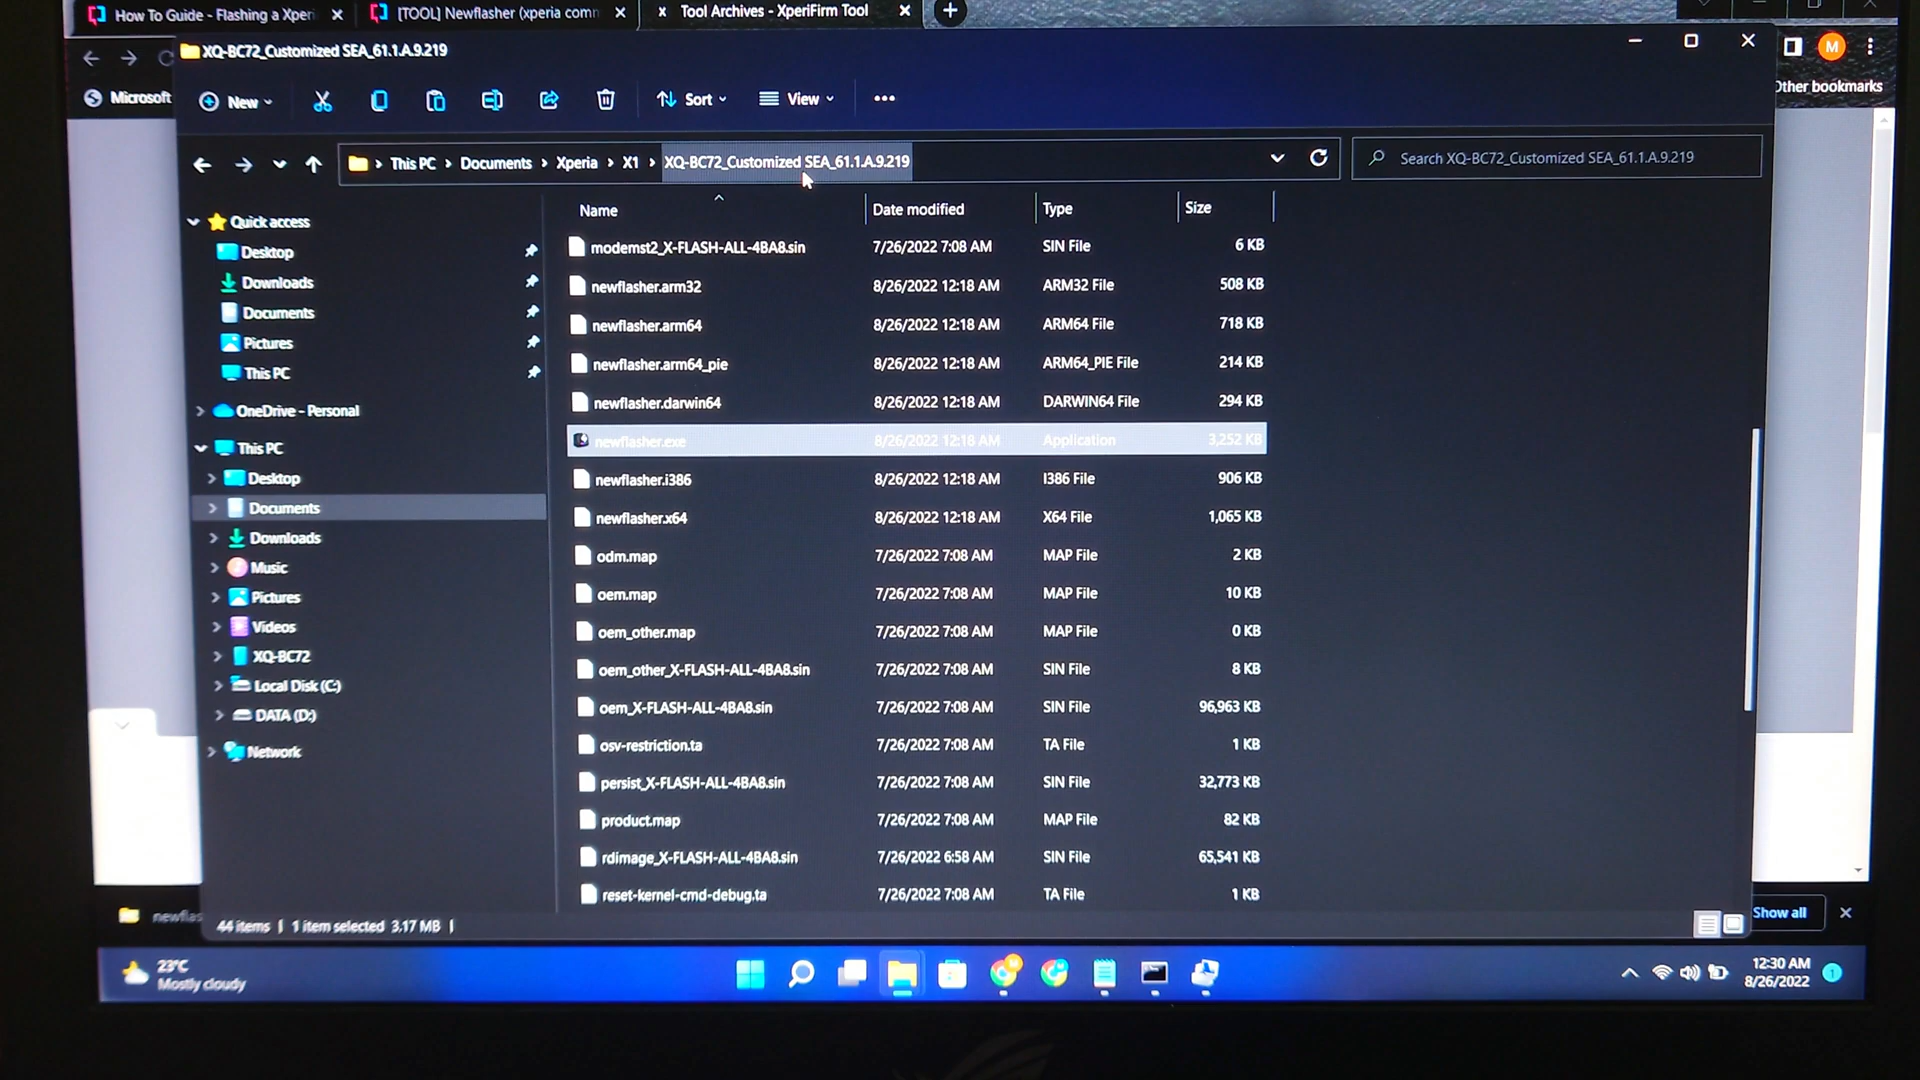 How To Guide - Flashing a Xperi
[TOOL] Newflasher (xperia comm
Tool Archives - XperiFirm Tool
XQ-BC72_Customized SEA_61.1.A.9.219
M
Microsoft
New
Sort
View
Other bookmarks
This PC
Documents
Xperia
X1
XQ-BC72_Customized SEA_61.1.A.9.219
Search XQ-BC72_Customized SEA_61.1.A.9.219
Name
Date modified
Type
Size
Quick access
Desktop
Downloads
Documents
Pictures
This PC
OneDrive - Personal
This PC
Desktop
Documents
Downloads
Music
Pictures
Videos
XQ-BC72
Local Disk (C:)
DATA (D:)
Network
modemst2_X-FLASH-ALL-4BA8.sin 7/26/2022 7:08 AM SIN File 6 KB
newflasher.arm32 8/26/2022 12:18 AM ARM32 File 508 KB
newflasher.arm64 8/26/2022 12:18 AM ARM64 File 718 KB
newflasher.arm64_pie 8/26/2022 12:18 AM ARM64_PIE File 214 KB
newflasher.darwin64 8/26/2022 12:18 AM DARWIN64 File 294 KB
newflasher.exe 8/26/2022 12:18 AM Application 3,252 KB
newflasher.i386 8/26/2022 12:18 AM I386 File 906 KB
newflasher.x64 8/26/2022 12:18 AM X64 File 1,065 KB
odm.map 7/26/2022 7:08 AM MAP File 2 KB
oem.map 7/26/2022 7:08 AM MAP File 10 KB
oem_other.map 7/26/2022 7:08 AM MAP File 0 KB
oem_other_X-FLASH-ALL-4BA8.sin 7/26/2022 7:08 AM SIN File 8 KB
oem_X-FLASH-ALL-4BA8.sin 7/26/2022 7:08 AM SIN File 96,963 KB
osv-restriction.ta 7/26/2022 7:08 AM TA File 1 KB
persist_X-FLASH-ALL-4BA8.sin 7/26/2022 7:08 AM SIN File 32,773 KB
product.map 7/26/2022 7:08 AM MAP File 82 KB
rdimage_X-FLASH-ALL-4BA8.sin 7/26/2022 6:58 AM SIN File 65,541 KB
reset-kernel-cmd-debug.ta 7/26/2022 7:08 AM TA File 1 KB
newflas
44 items
1 item selected 3.17 MB
Show all
23°C
Mostly cloudy
12:30 AM
8/26/2022
1